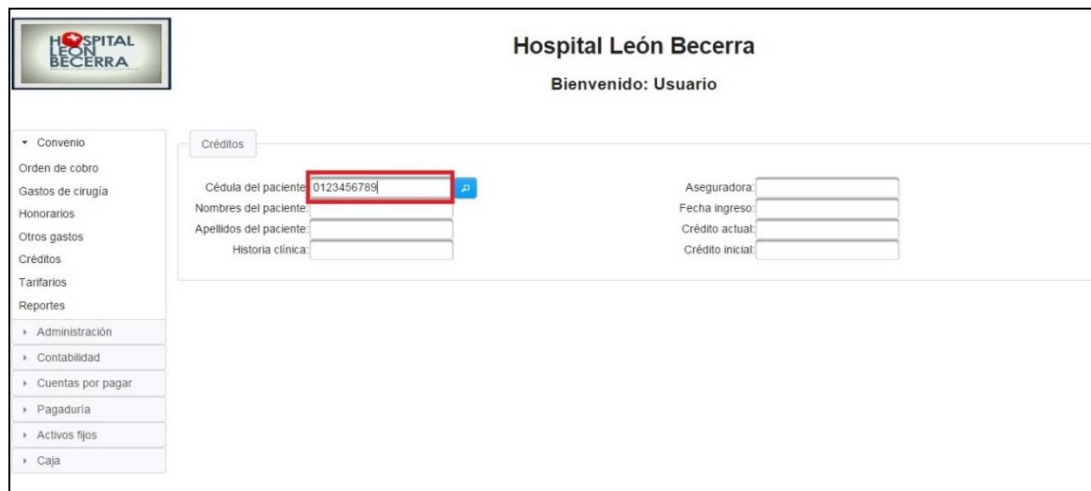 HOSPITAL
LEÓN
BECERRA
Hospital León Becerra
Bienvenido: Usuario
Convenio
Orden de cobro
Gastos de cirugía
Honorarios
Otros gastos
Créditos
Tarifarios
Reportes
Administración
Contabilidad
Cuentas por pagar
Pagaduría
Activos fijos
Caja
Créditos
Cédula del paciente: 0123456789
Nombres del paciente:
Apellidos del paciente:
Historia clínica:
Aseguradora:
Fecha ingreso:
Crédito actual:
Crédito inicial: